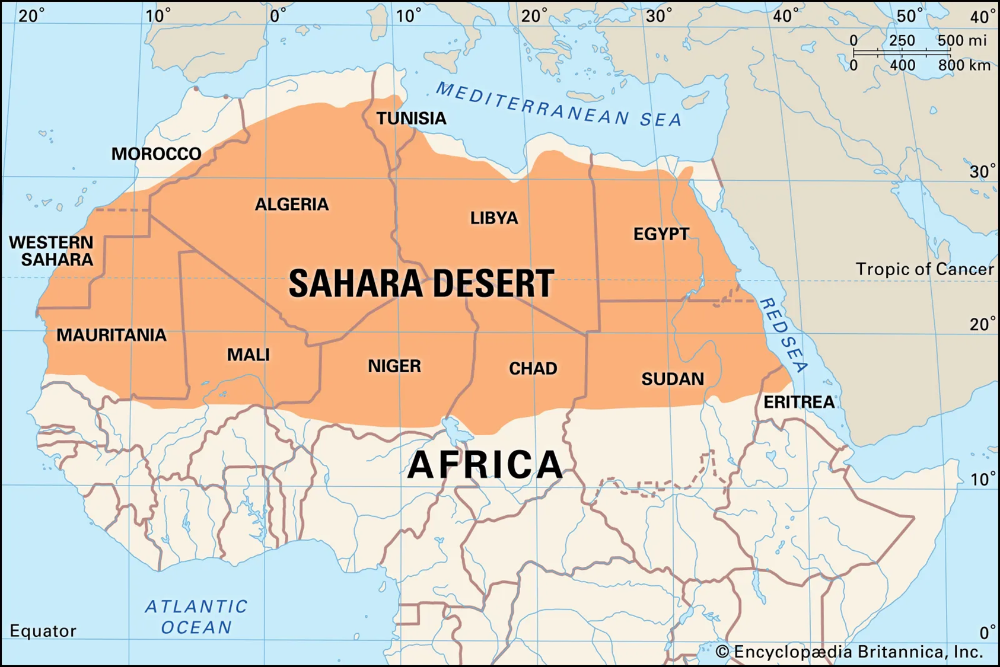 20° 10° 0° 10° 20° 30° 40° 50° 40°
0 250 500 mi
0 400 800 km
MEDITERRANEAN SEA
TUNISIA
MOROCCO
30°
ALGERIA
LIBYA
EGYPT
WESTERN
SAHARA
Tropic of Cancer
SAHARA DESERT
RED SEA
20°
MAURITANIA
MALI
NIGER
CHAD
SUDAN
ERITREA
AFRICA
10°
ATLANTIC
OCEAN
Equator
0°
© Encyclopædia Britannica, Inc.